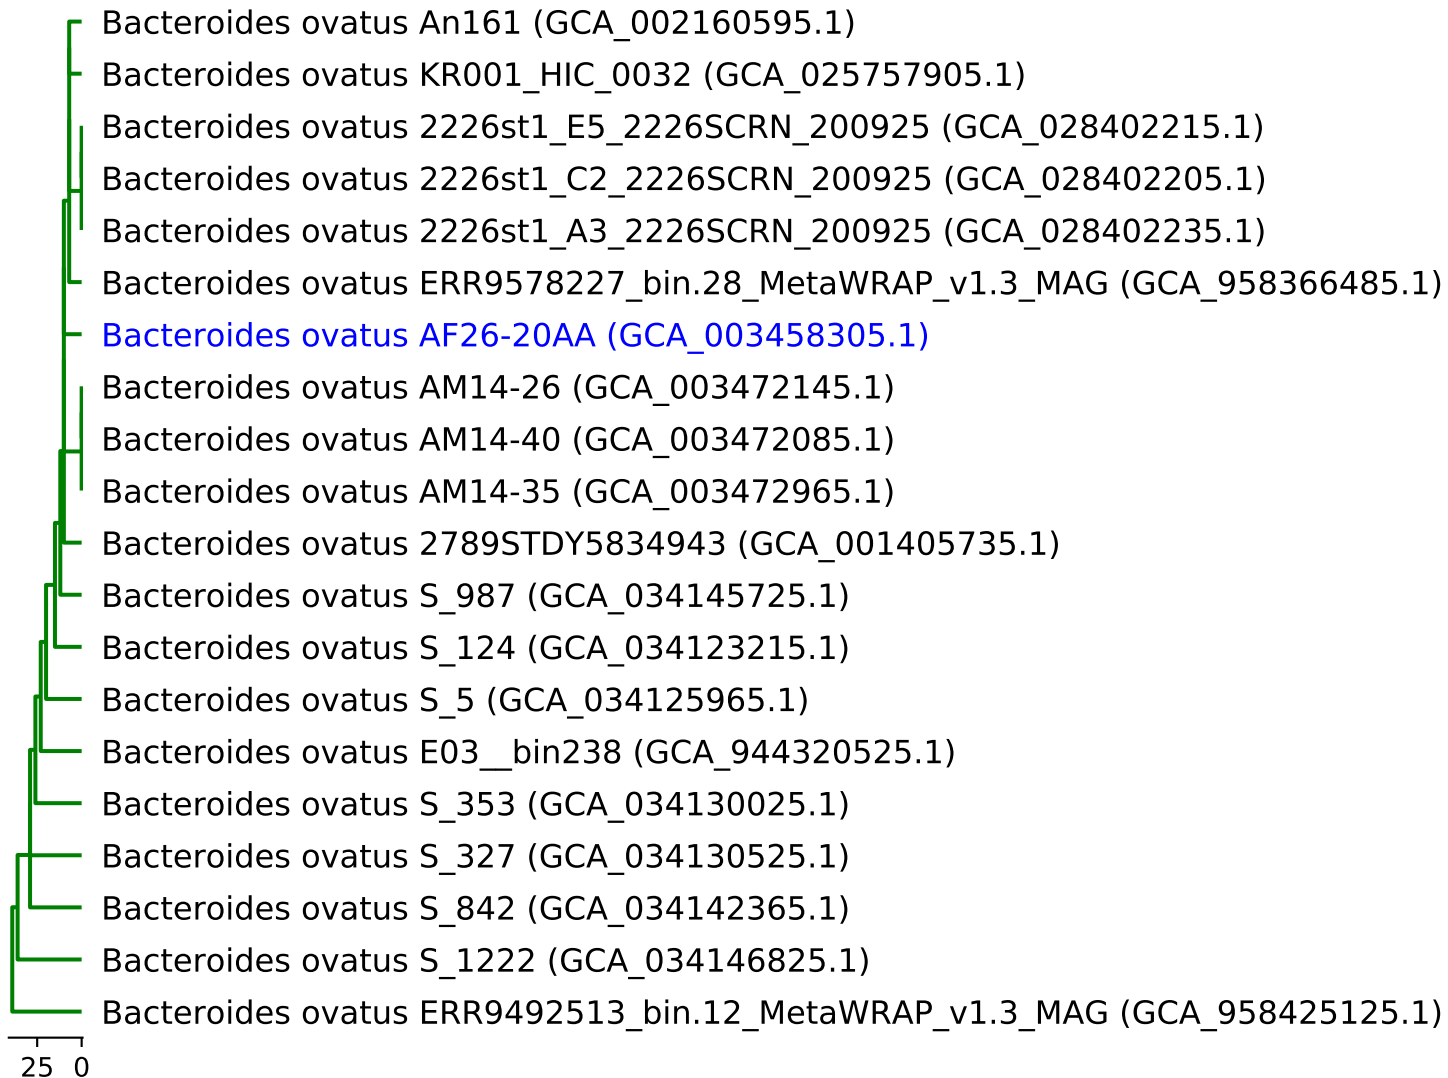 Bacteroides ovatus An161 (GCA_002160595.1)
Bacteroides ovatus KR001_HIC_0032 (GCA_025757905.1)
Bacteroides ovatus 2226st1_E5_2226SCRN_200925 (GCA_028402215.1)
Bacteroides ovatus 2226st1_C2_2226SCRN_200925 (GCA_028402205.1)
Bacteroides ovatus 2226st1_A3_2226SCRN_200925 (GCA_028402235.1)
Bacteroides ovatus ERR9578227_bin.28_MetaWRAP_v1.3_MAG (GCA_958366485.1)
Bacteroides ovatus AF26-20AA (GCA_003458305.1)
Bacteroides ovatus AM14-26 (GCA_003472145.1)
Bacteroides ovatus AM14-40 (GCA_003472085.1)
Bacteroides ovatus AM14-35 (GCA_003472965.1)
Bacteroides ovatus 2789STDY5834943 (GCA_001405735.1)
Bacteroides ovatus S_987 (GCA_034145725.1)
Bacteroides ovatus S_124 (GCA_034123215.1)
Bacteroides ovatus S_5 (GCA_034125965.1)
Bacteroides ovatus E03__bin238 (GCA_944320525.1)
Bacteroides ovatus S_353 (GCA_034130025.1)
Bacteroides ovatus S_327 (GCA_034130525.1)
Bacteroides ovatus S_842 (GCA_034142365.1)
Bacteroides ovatus S_1222 (GCA_034146825.1)
Bacteroides ovatus ERR9492513_bin.12_MetaWRAP_v1.3_MAG (GCA_958425125.1)
25 0